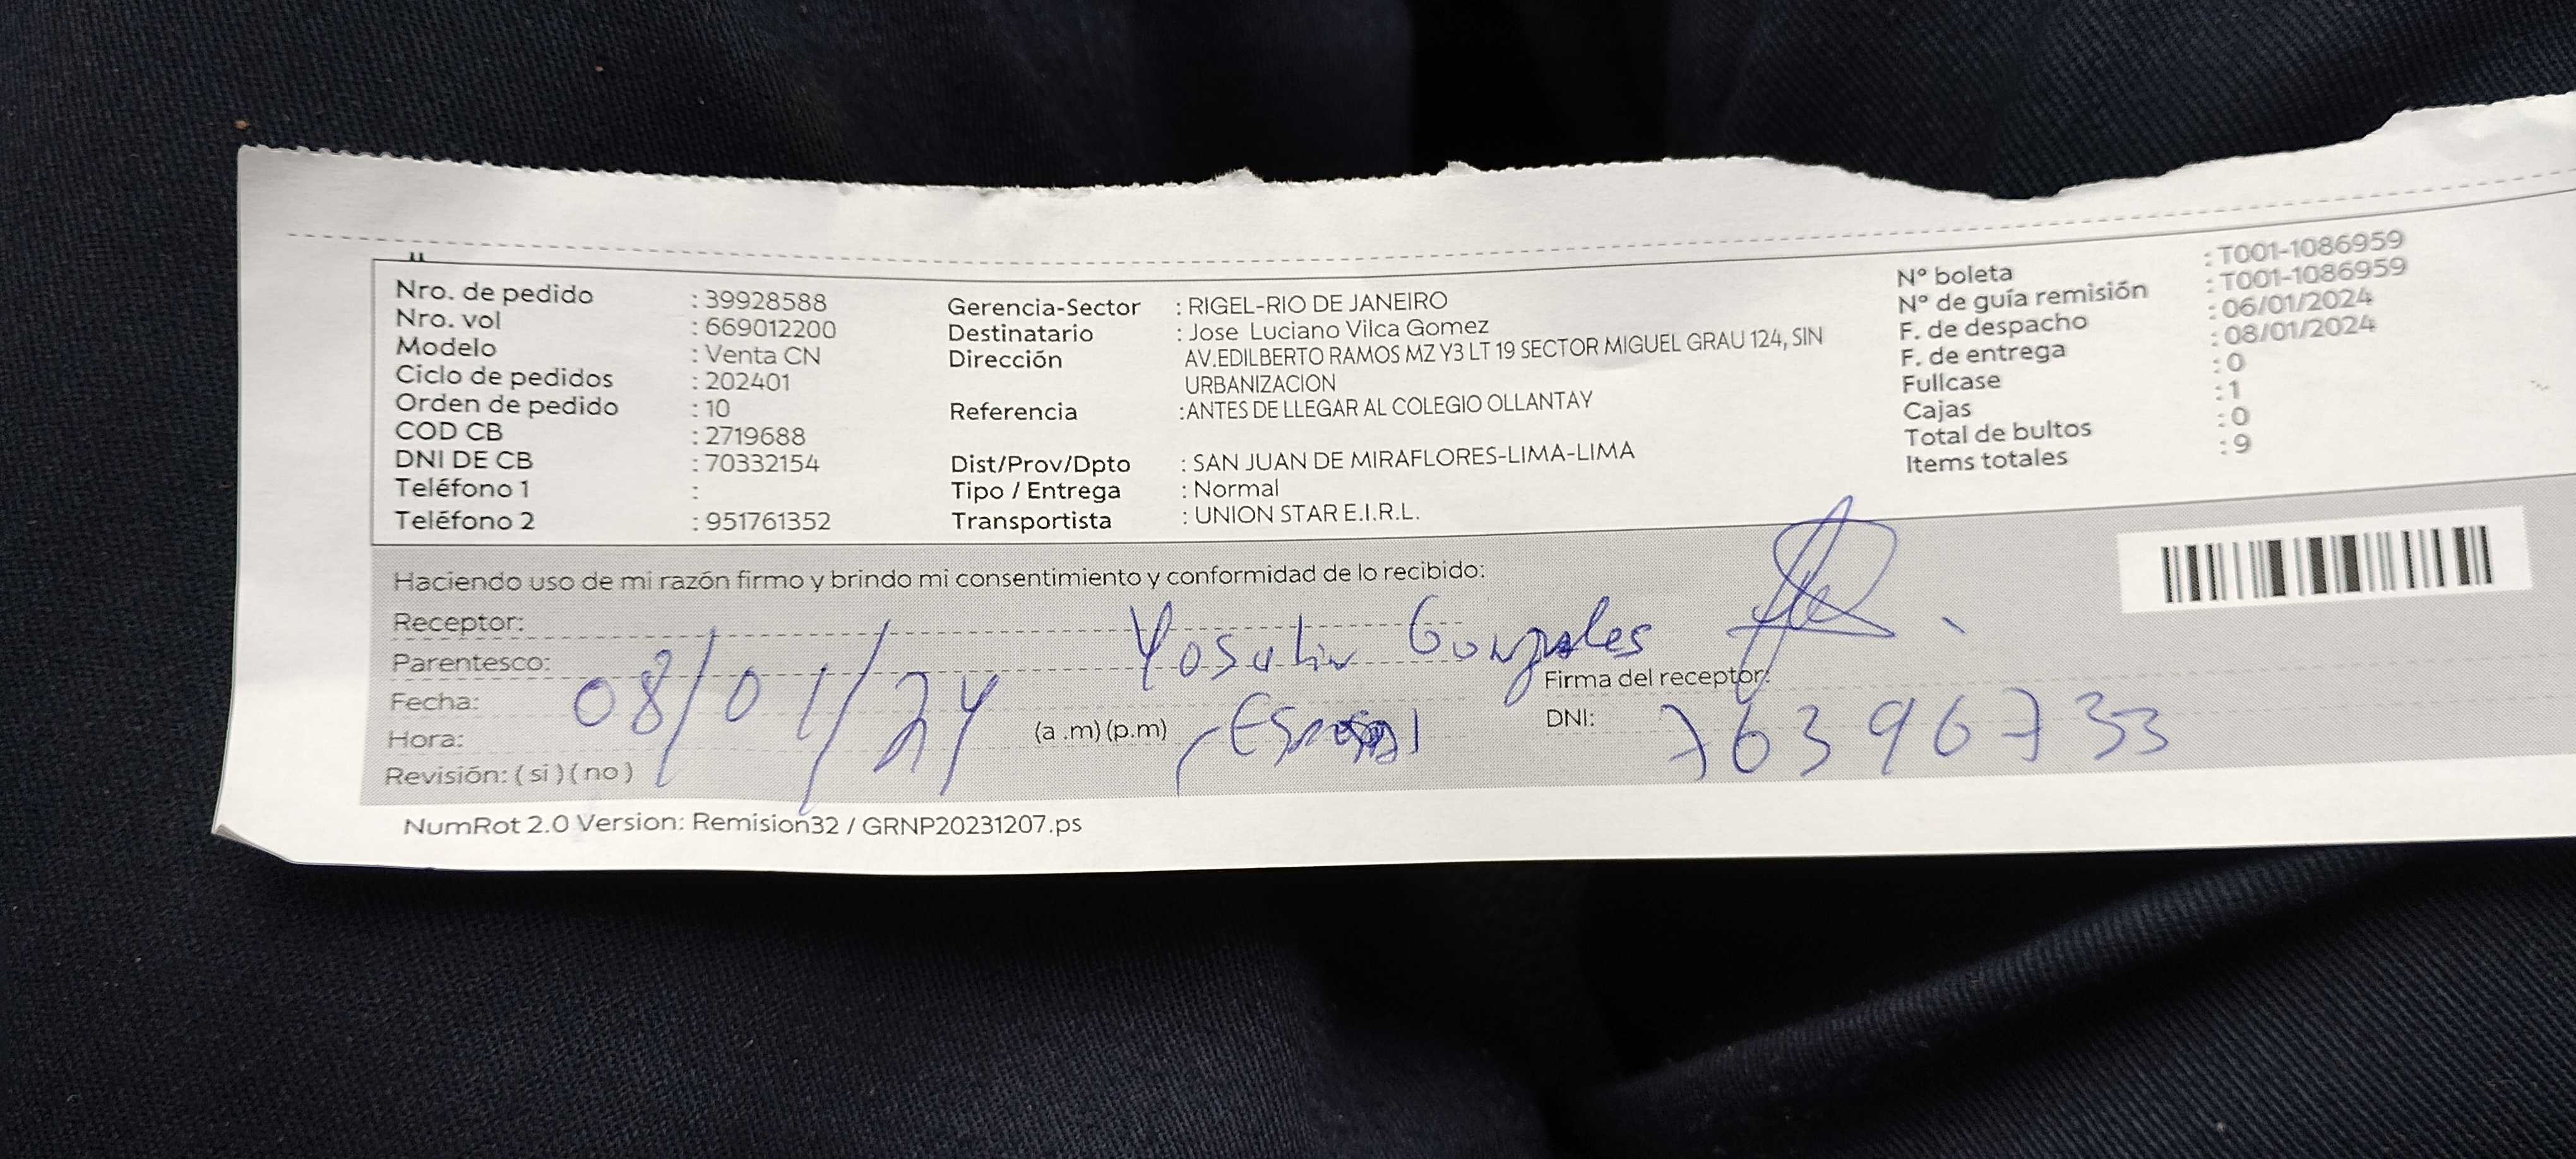 Nro. de pedido : 39928588
Nro. vol : 669012200
Modelo : Venta CN
Ciclo de pedidos : 202401
Orden de pedido : 10
COD CB : 2719688
DNI DE CB : 70332154
Teléfono 1 :
Teléfono 2 : 951761352
Gerencia-Sector : RIGEL-RIO DE JANEIRO
Destinatario : Jose Luciano Vilca Gomez
Dirección AV.EDILBERTO RAMOS MZ Y3 LT 19 SECTOR MIGUEL GRAU 124, SIN
URBANIZACION
Referencia :ANTES DE LLEGAR AL COLEGIO OLLANTAY
Dist/Prov/Dpto : SAN JUAN DE MIRAFLORES-LIMA-LIMA
Tipo / Entrega : Normal
Transportista : UNION STAR E.I.R.L.
N° boleta : T001-1086959
N° de guía remisión : T001-1086959
F. de despacho : 06/01/2024
F. de entrega : 08/01/2024
Fullcase : 0
Cajas : 1
Total de bultos : 0
Items totales : 9
Haciendo uso de mi razón firmo y brindo mi consentimiento y conformidad de lo recibido:
Receptor:
Gonzales
Parentesco:
Firma del receptor:
Fecha: 08/01/24
DNI: 76396733
Hora: (a .m) (p.m)
Revisión: ( si ) ( no )
NumRot 2.0 Version: Remision32 / GRNP20231207.ps